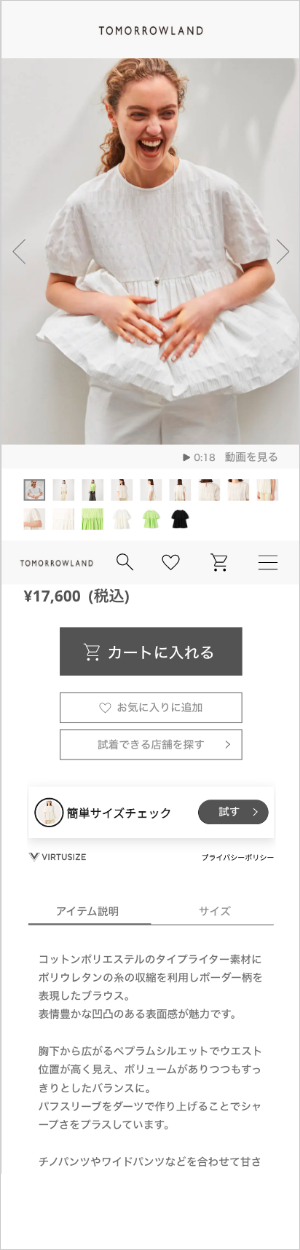 TOMORROWLAND
0:18 動画を見る
TOMORROWLAND
¥17,600 (税込)
カートに入れる
お気に入りに追加
試着できる店舗を探す
簡単サイズチェック 試す
VIRTUSIZE プライバシーポリシー
アイテム説明 サイズ
コットンポリエステルのタイプライター素材に
ポリウレタンの糸の収縮を利用しボーダー柄を
表現したブラウス。
表情豊かな凹凸のある表面感が魅力です。
胸下から広がるペプラムシルエットでウエスト
位置が高く見え、ボリュームがありつつもすっ
きりとしたバランスに。
パフスリーブをダーツで作り上げることでシャ
ープさをプラスしています。
チノパンツやワイドパンツなどを合わせて甘さ